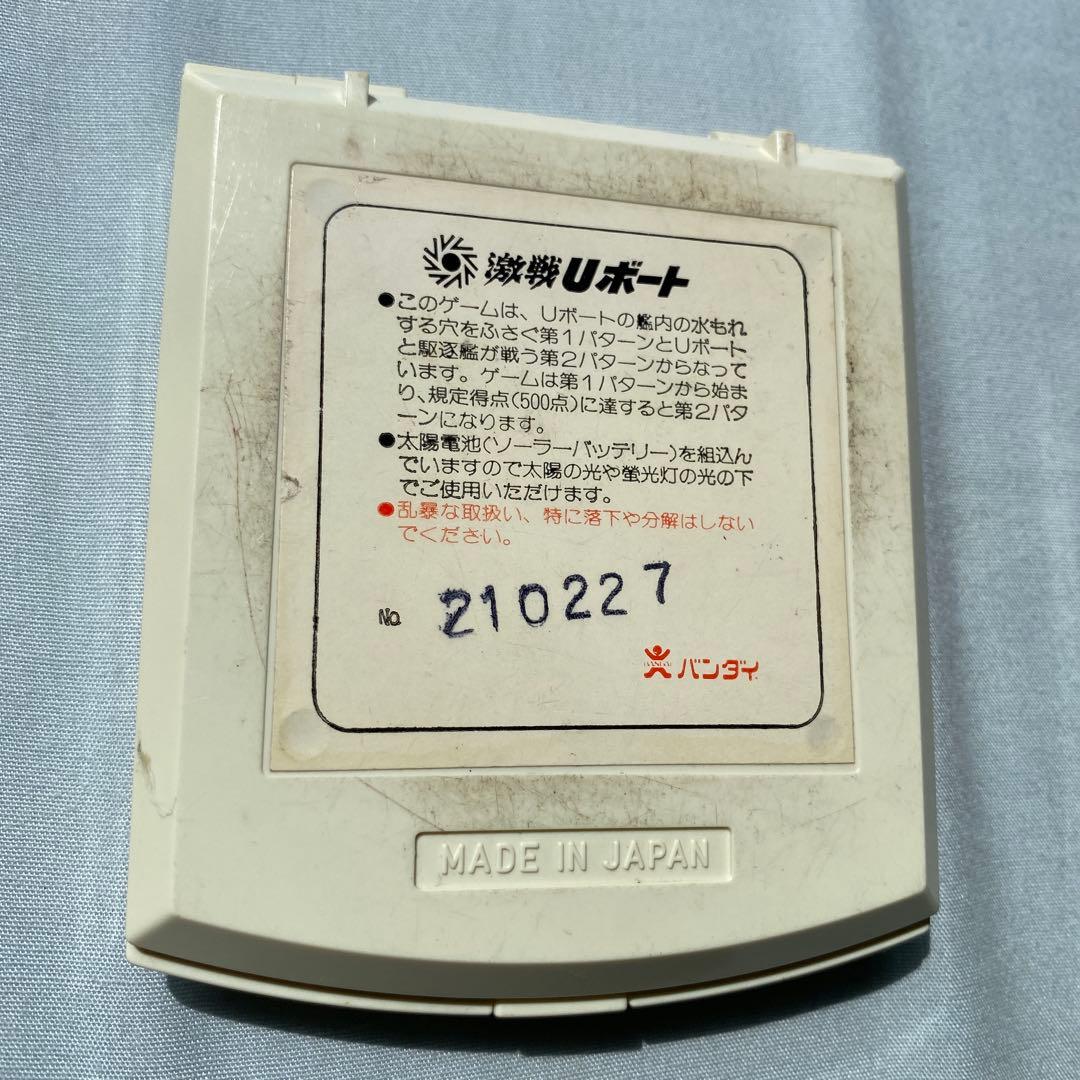 激戦Uボート
●このゲームは、Uボートの艦内の水もれ
する穴をふさぐ第1パターンとUボート
と駆逐艦が戦う第2パターンからなって
います。ゲームは第1パターンから始ま
り、規定得点(500点)に達すると第2パタ
ーンになります。
●太陽電池(ソーラーバッテリー)を組込ん
でいますので太陽の光や螢光灯の光の下
でご使用いただけます。
●乱暴な取扱い、特に落下や分解はしない
でください。
No. 210227
BANDAI バンダイ
MADE IN JAPAN